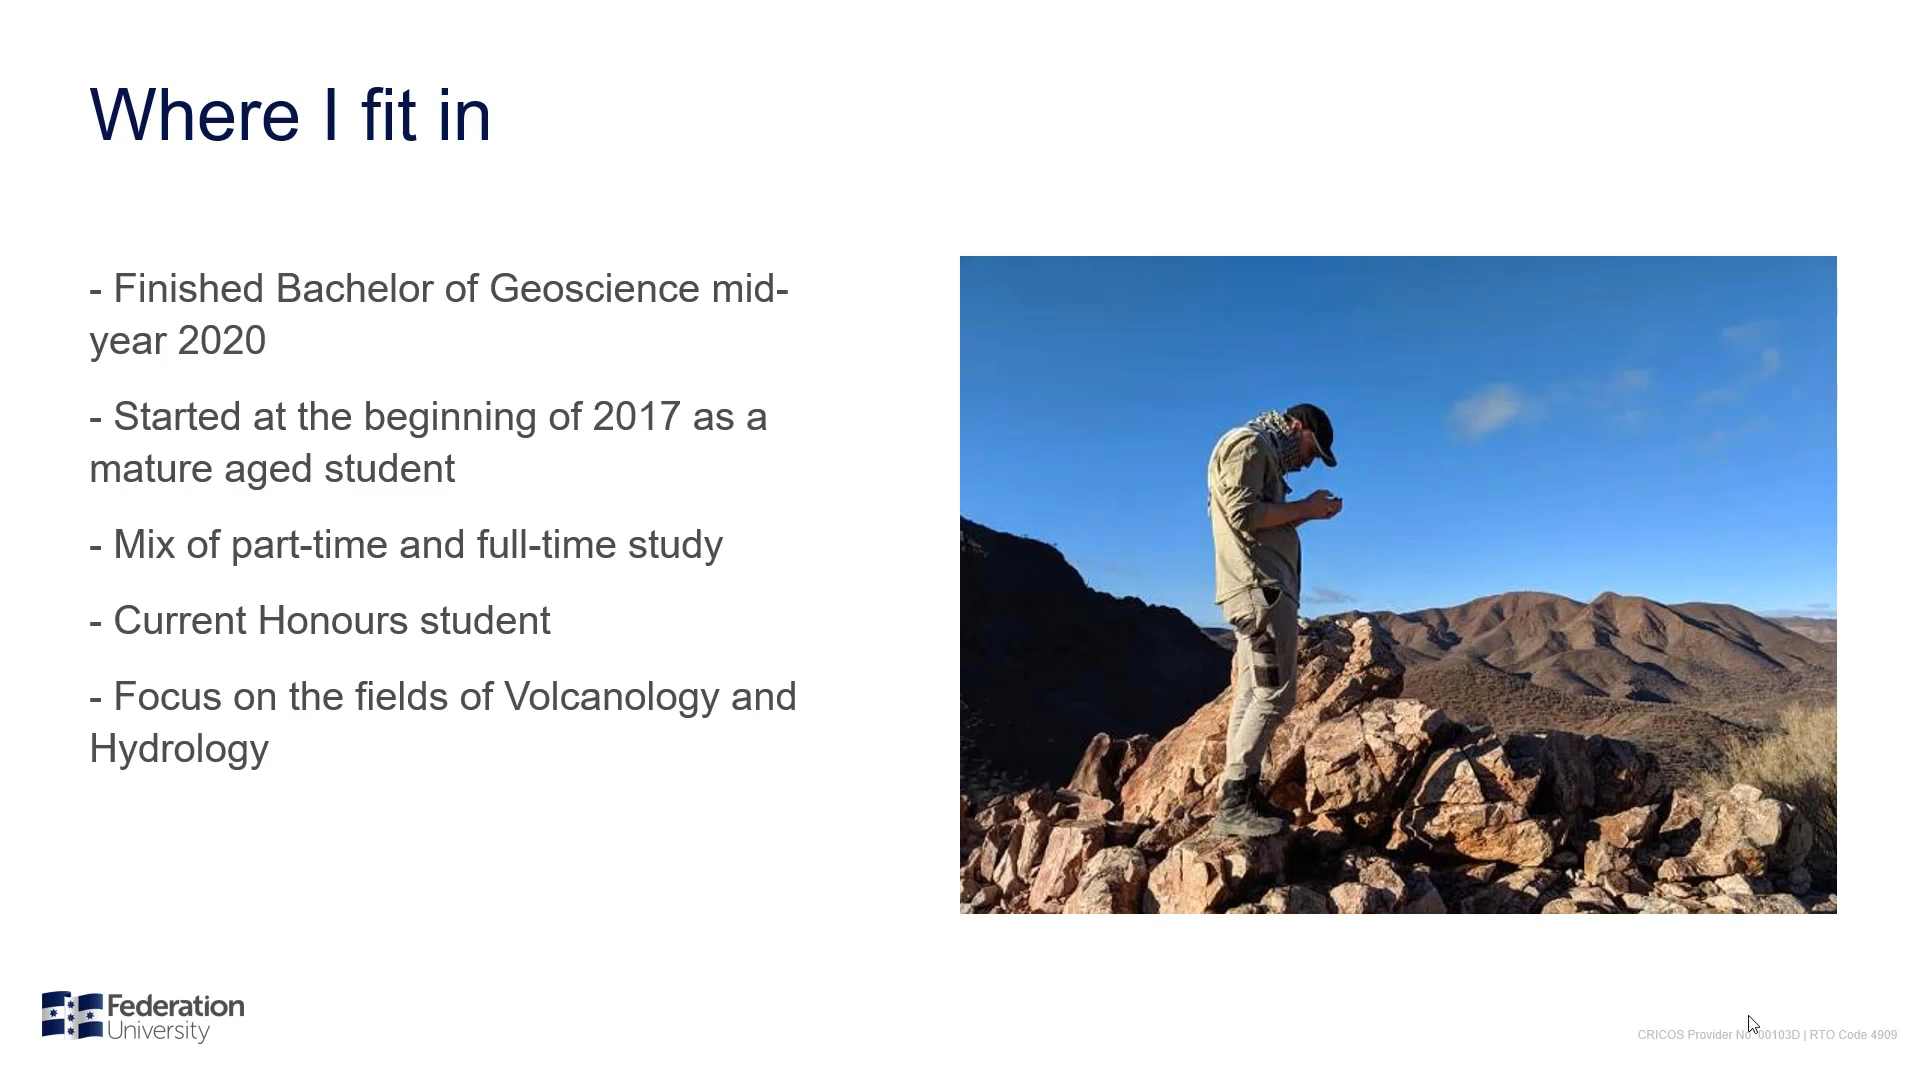 Where I fit in
- Finished Bachelor of Geoscience mid-
year 2020
- Started at the beginning of 2017 as a
mature aged student
- Mix of part-time and full-time study
- Current Honours student
- Focus on the fields of Volcanology and
Hydrology
Federation
University
CRICOS Provider No. 00103D | RTO Code 4909